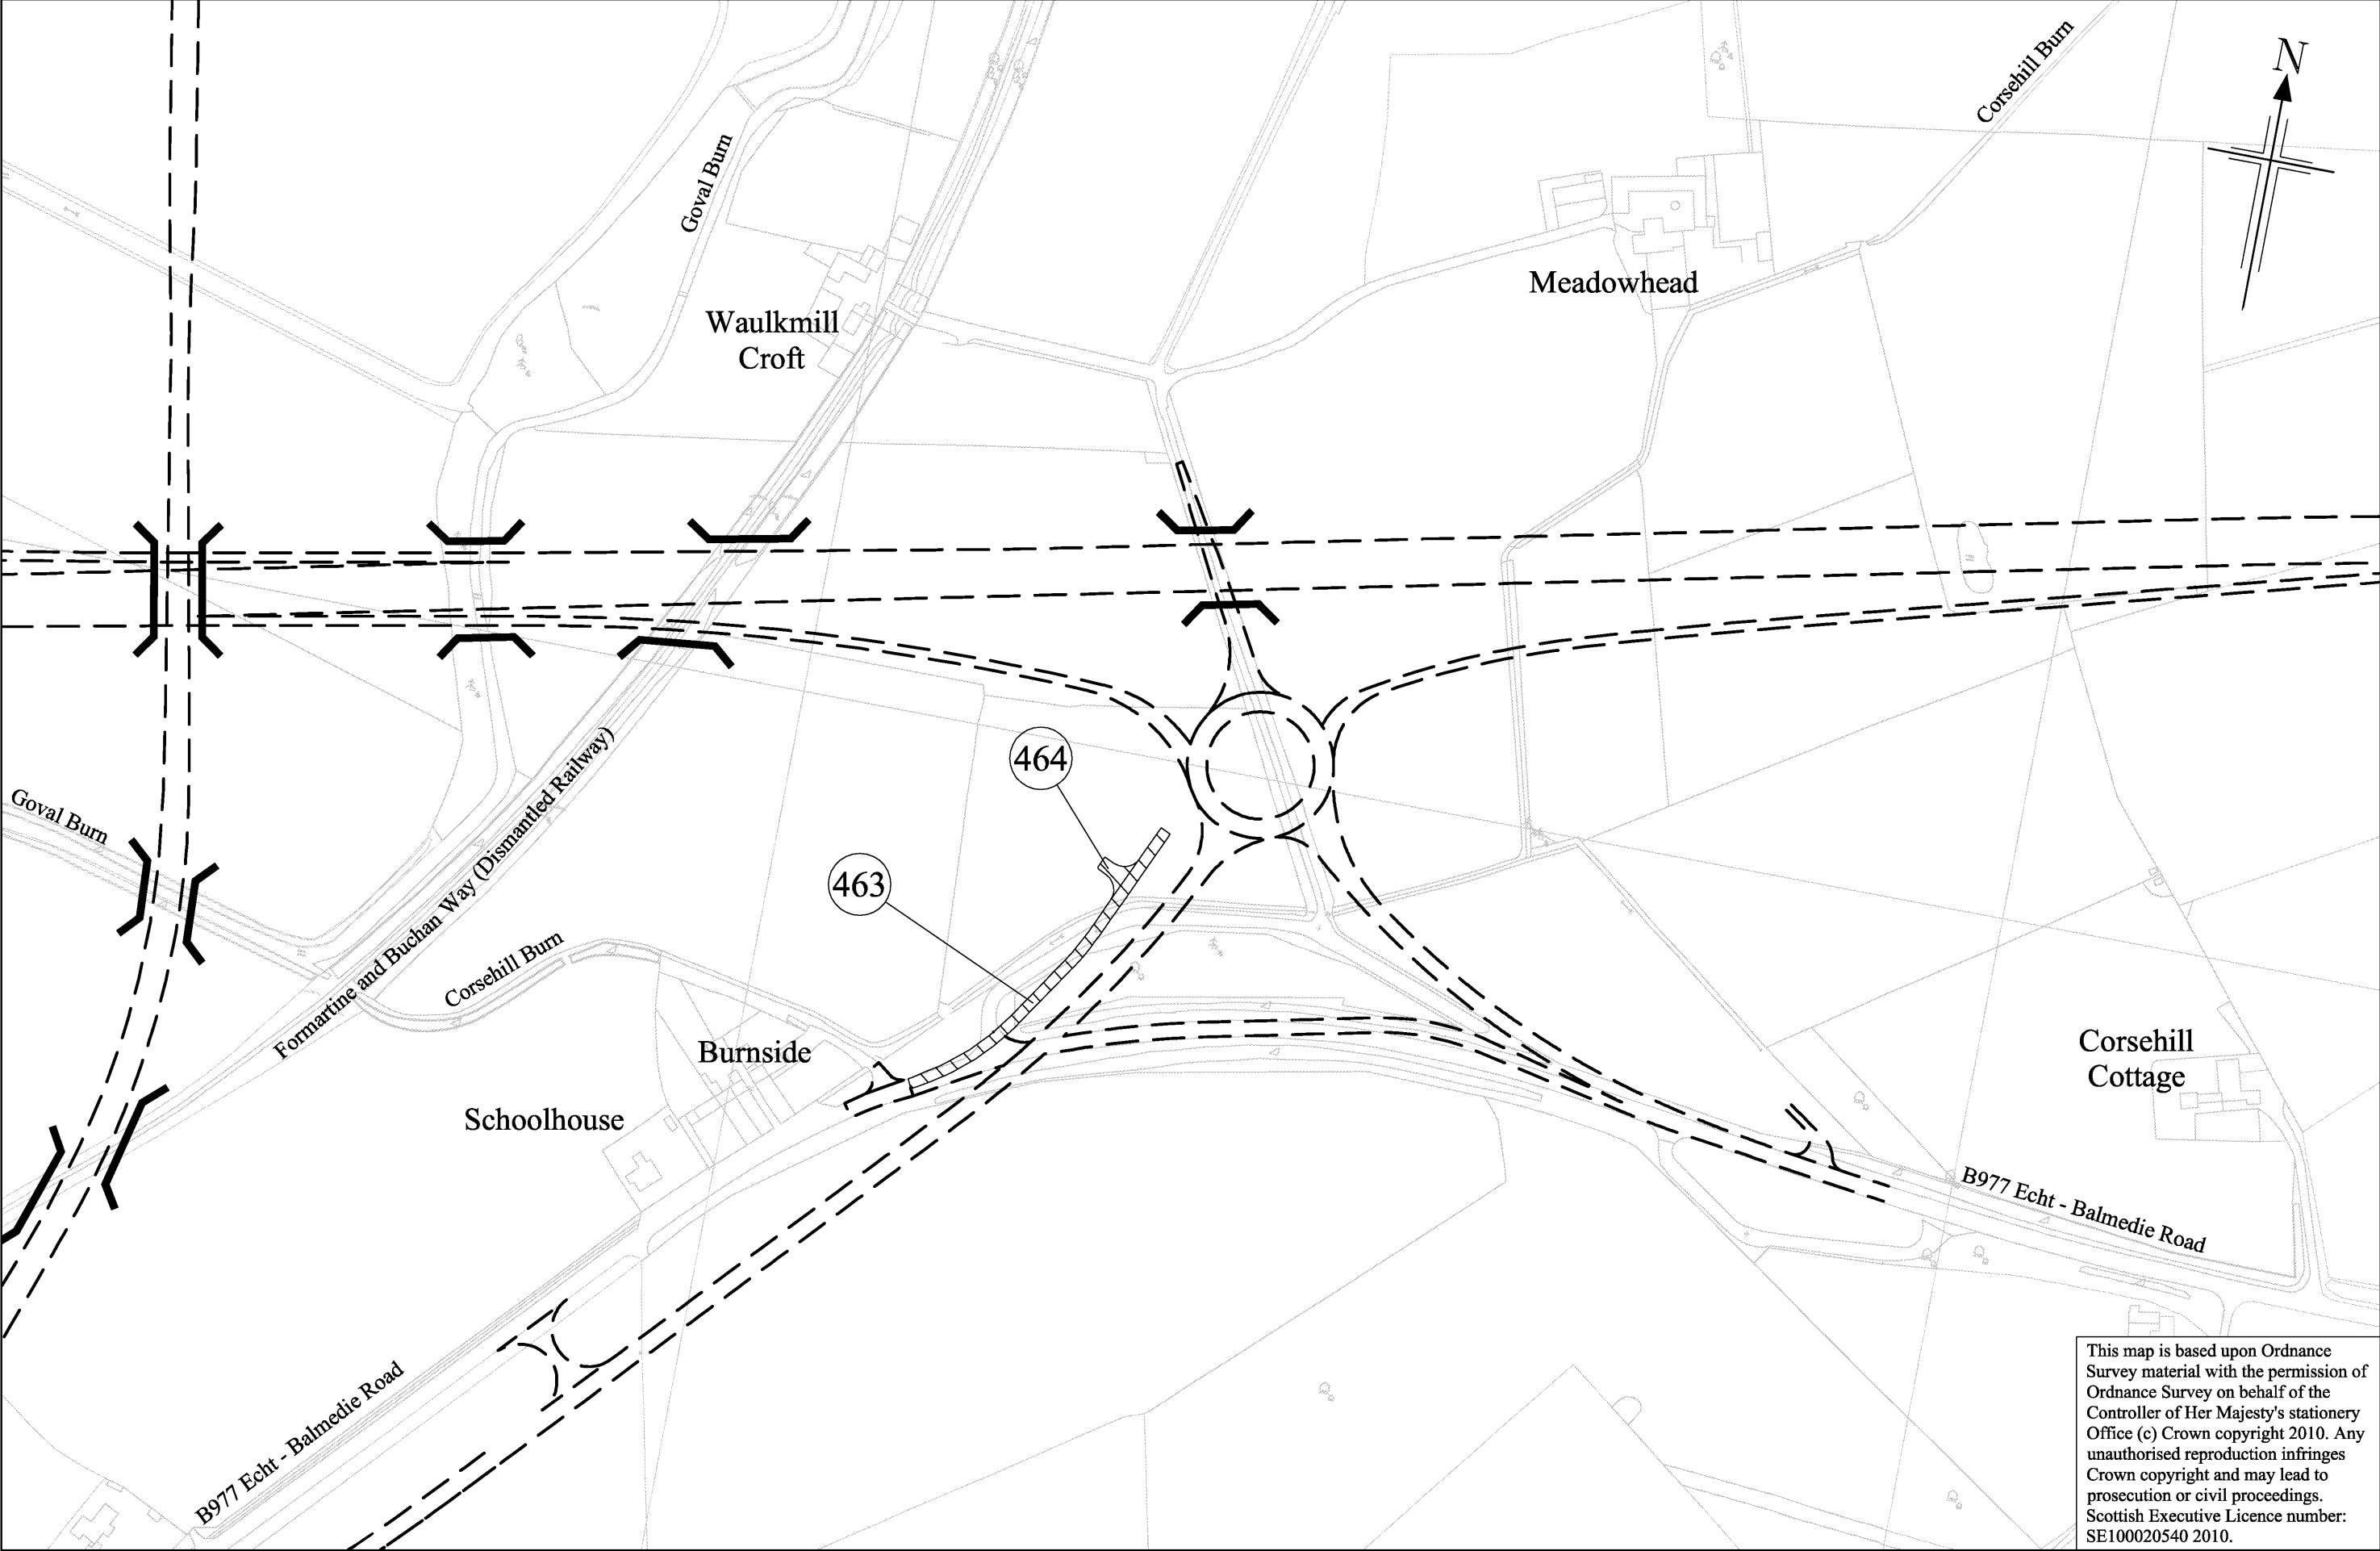 Corsehill Burn
N
Goval Burn
Meadowhead
Waulkmill
Croft
464
Formartine and Buchan Way (Dismantled Railway)
Goval Burn
463
Corsehill Burn
Burnside
Corsehill
Cottage
Schoolhouse
B977 Echt - Balmedie Road
B977 Echt - Balmedie Road
This map is based upon Ordnance
Survey material with the permission of
Ordnance Survey on behalf of the
Controller of Her Majesty's stationery
Office (c) Crown copyright 2010. Any
unauthorised reproduction infringes
Crown copyright and may lead to
prosecution or civil proceedings.
Scottish Executive Licence number:
SE100020540 2010.